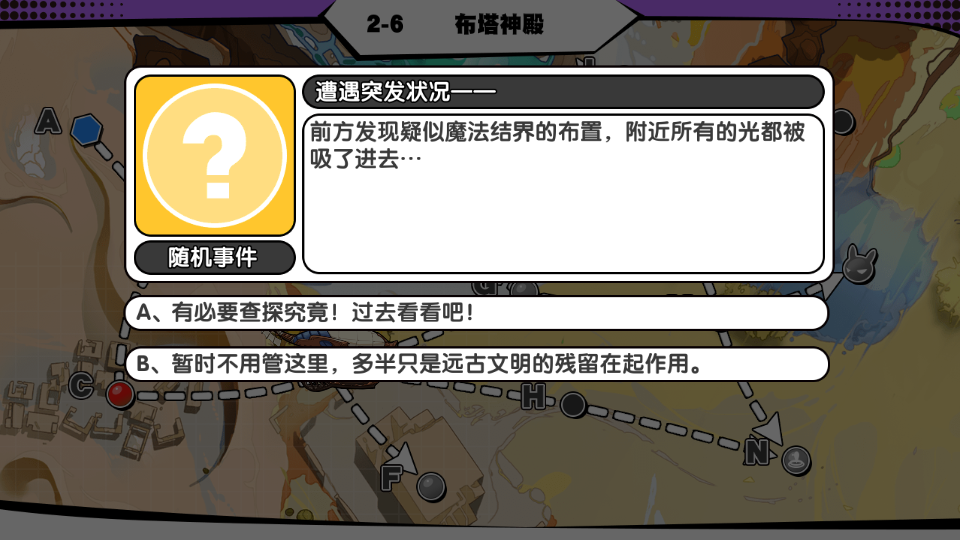 2-6 布塔神殿
遭遇突发状况——
前方发现疑似魔法结界的布置，附近所有的光都被
吸了进去…
?
随机事件
A
A、有必要查探究竟！过去看看吧！
B、暂时不用管这里，多半只是远古文明的残留在起作用。
C
H
N
F